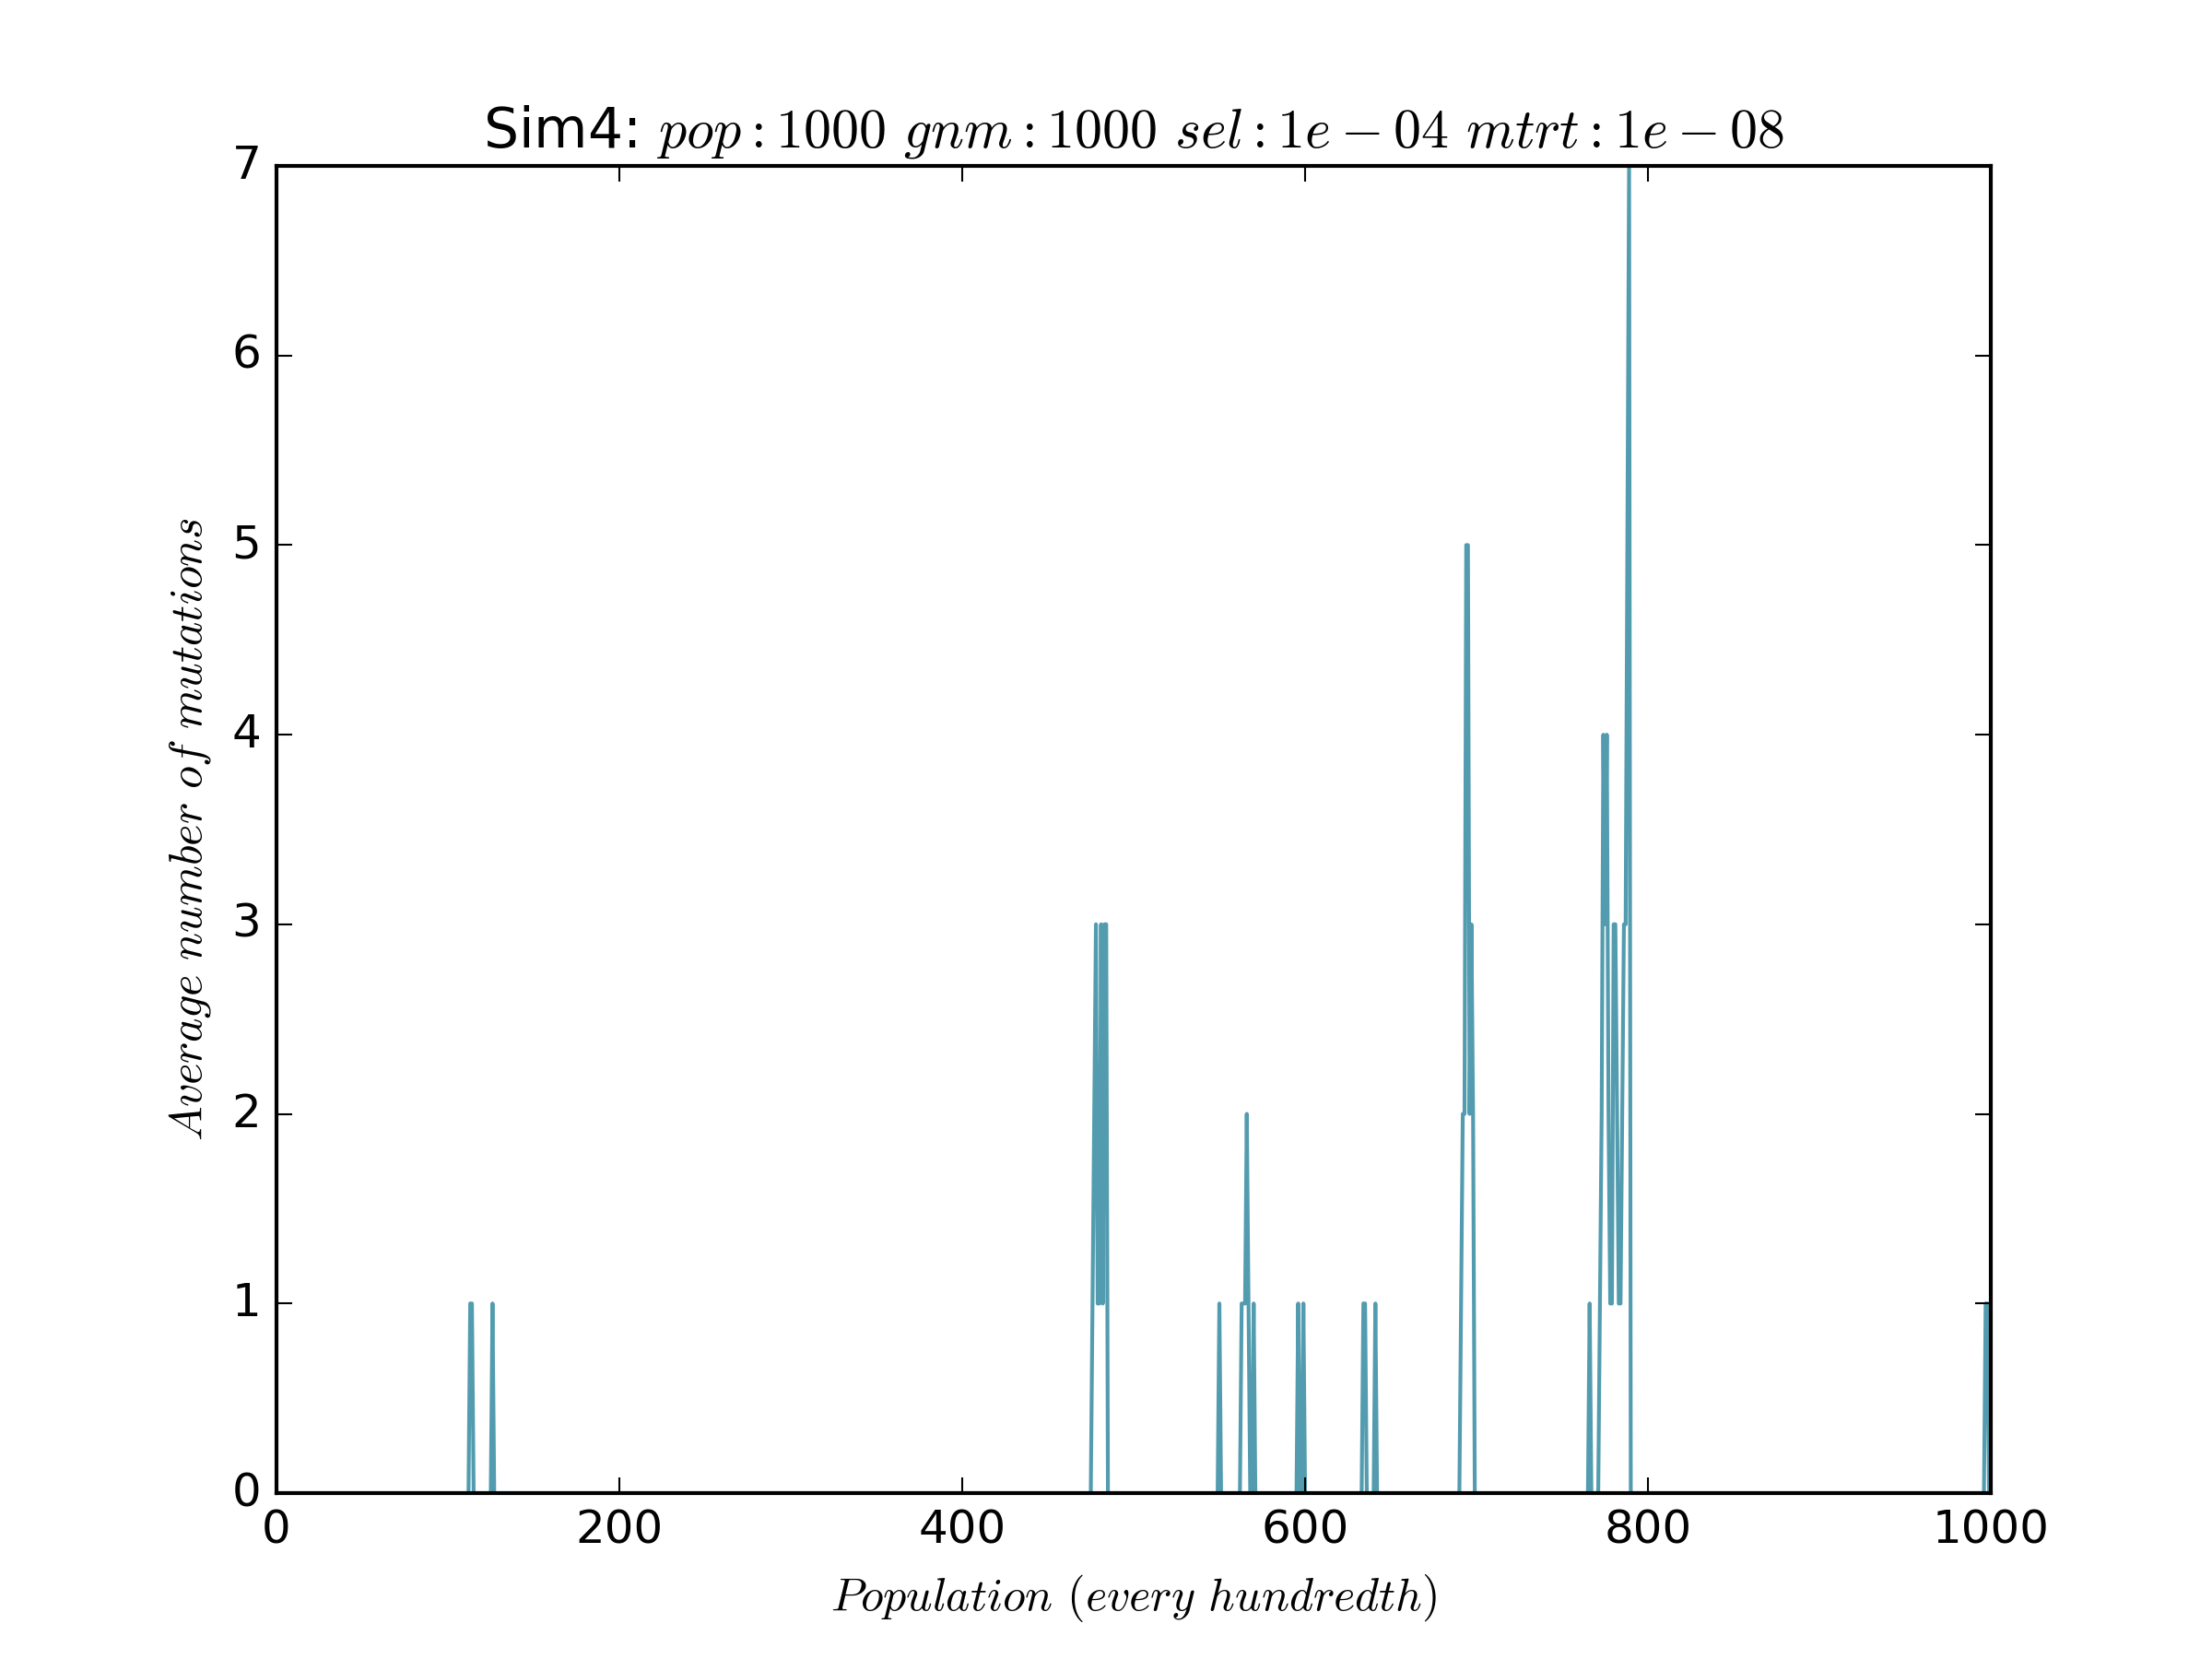 Sim4: pop : 1000 gnm : 1000 sel : 1e − 04 mtrt : 1e − 08
7
6
5
4
3
2
1
0
Average number of mutations
0 200 400 600 800 1000
Population (every hundredth)